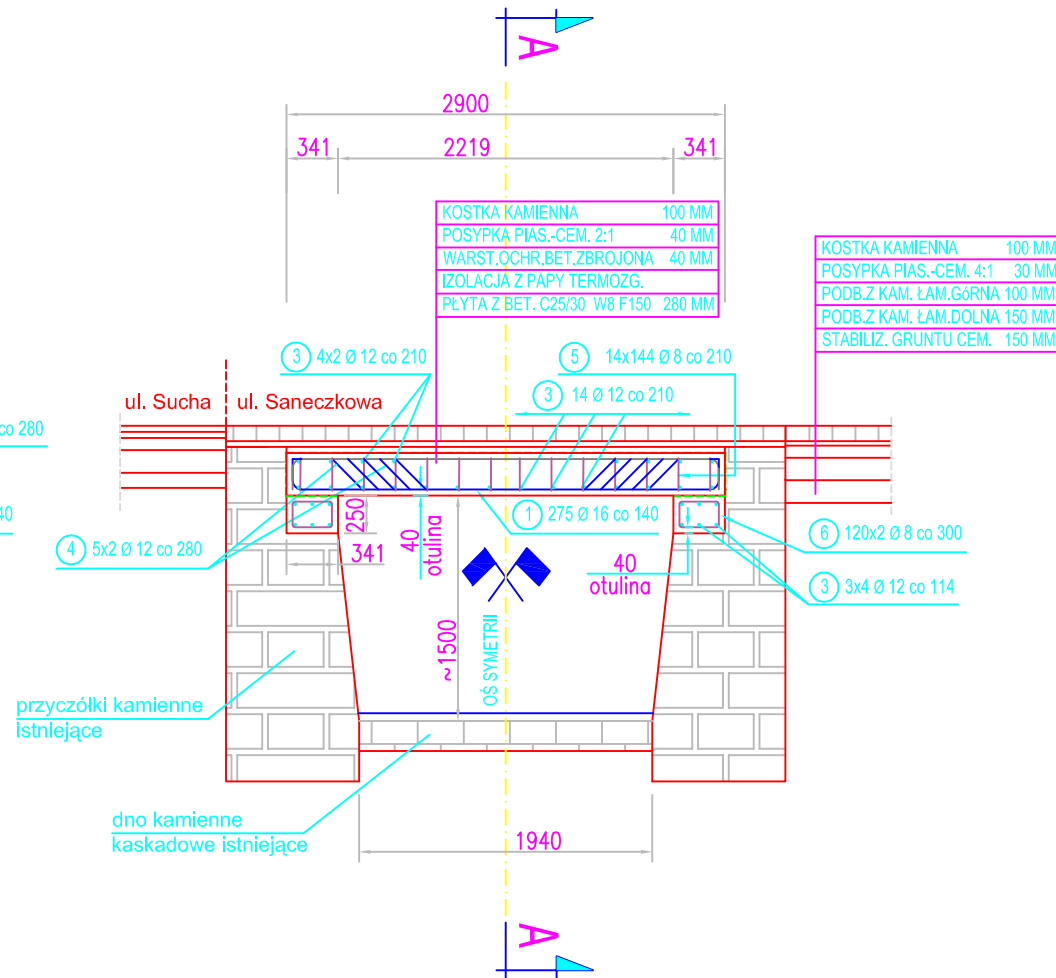 A
2900
341
2219
341
KOSTKA KAMIENNA 100 MM
POSYPKA PIAS.-CEM. 2:1 40 MM
WARST.OCHR.BET.ZBROJONA 40 MM
IZOLACJA Z PAPY TERMOZG.
PŁYTA Z BET. C25/30 W8 F150 280 MM
KOSTKA KAMIENNA 100 MM
POSYPKA PIAS.-CEM. 4:1 30 MM
PODB.Z KAM. ŁAM.GóRNA 100 MM
PODB.Z KAM. ŁAM.DOLNA 150 MM
STABILIZ. GRUNTU CEM. 150 MM
3 4x2 Ø 12 co 210
5 14x144 Ø 8 co 210
3 14 Ø 12 co 210
ul. Sucha
ul. Saneczkowa
co 280
40
250
40
otulina
1 275 Ø 16 co 140
6 120x2 Ø 8 co 300
4 5x2 Ø 12 co 280
341
40
otulina
3 3x4 Ø 12 co 114
~1500
OŚ SYMETRII
przyczółki kamienne
istniejące
dno kamienne
kaskadowe istniejące
1940
A